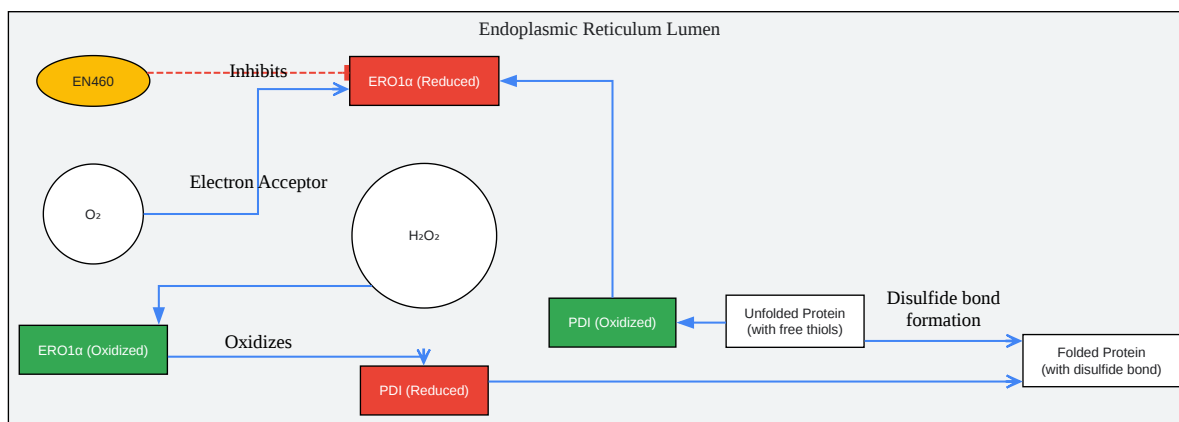 Endoplasmic Reticulum Lumen
EN460
Inhibits
ERO1α (Reduced)
Electron Acceptor
O₂
H₂O₂
Disulfide bond
formation
PDI (Oxidized)
Unfolded Protein
(with free thiols)
ERO1α (Oxidized)
Oxidizes
Folded Protein
(with disulfide bond)
PDI (Reduced)